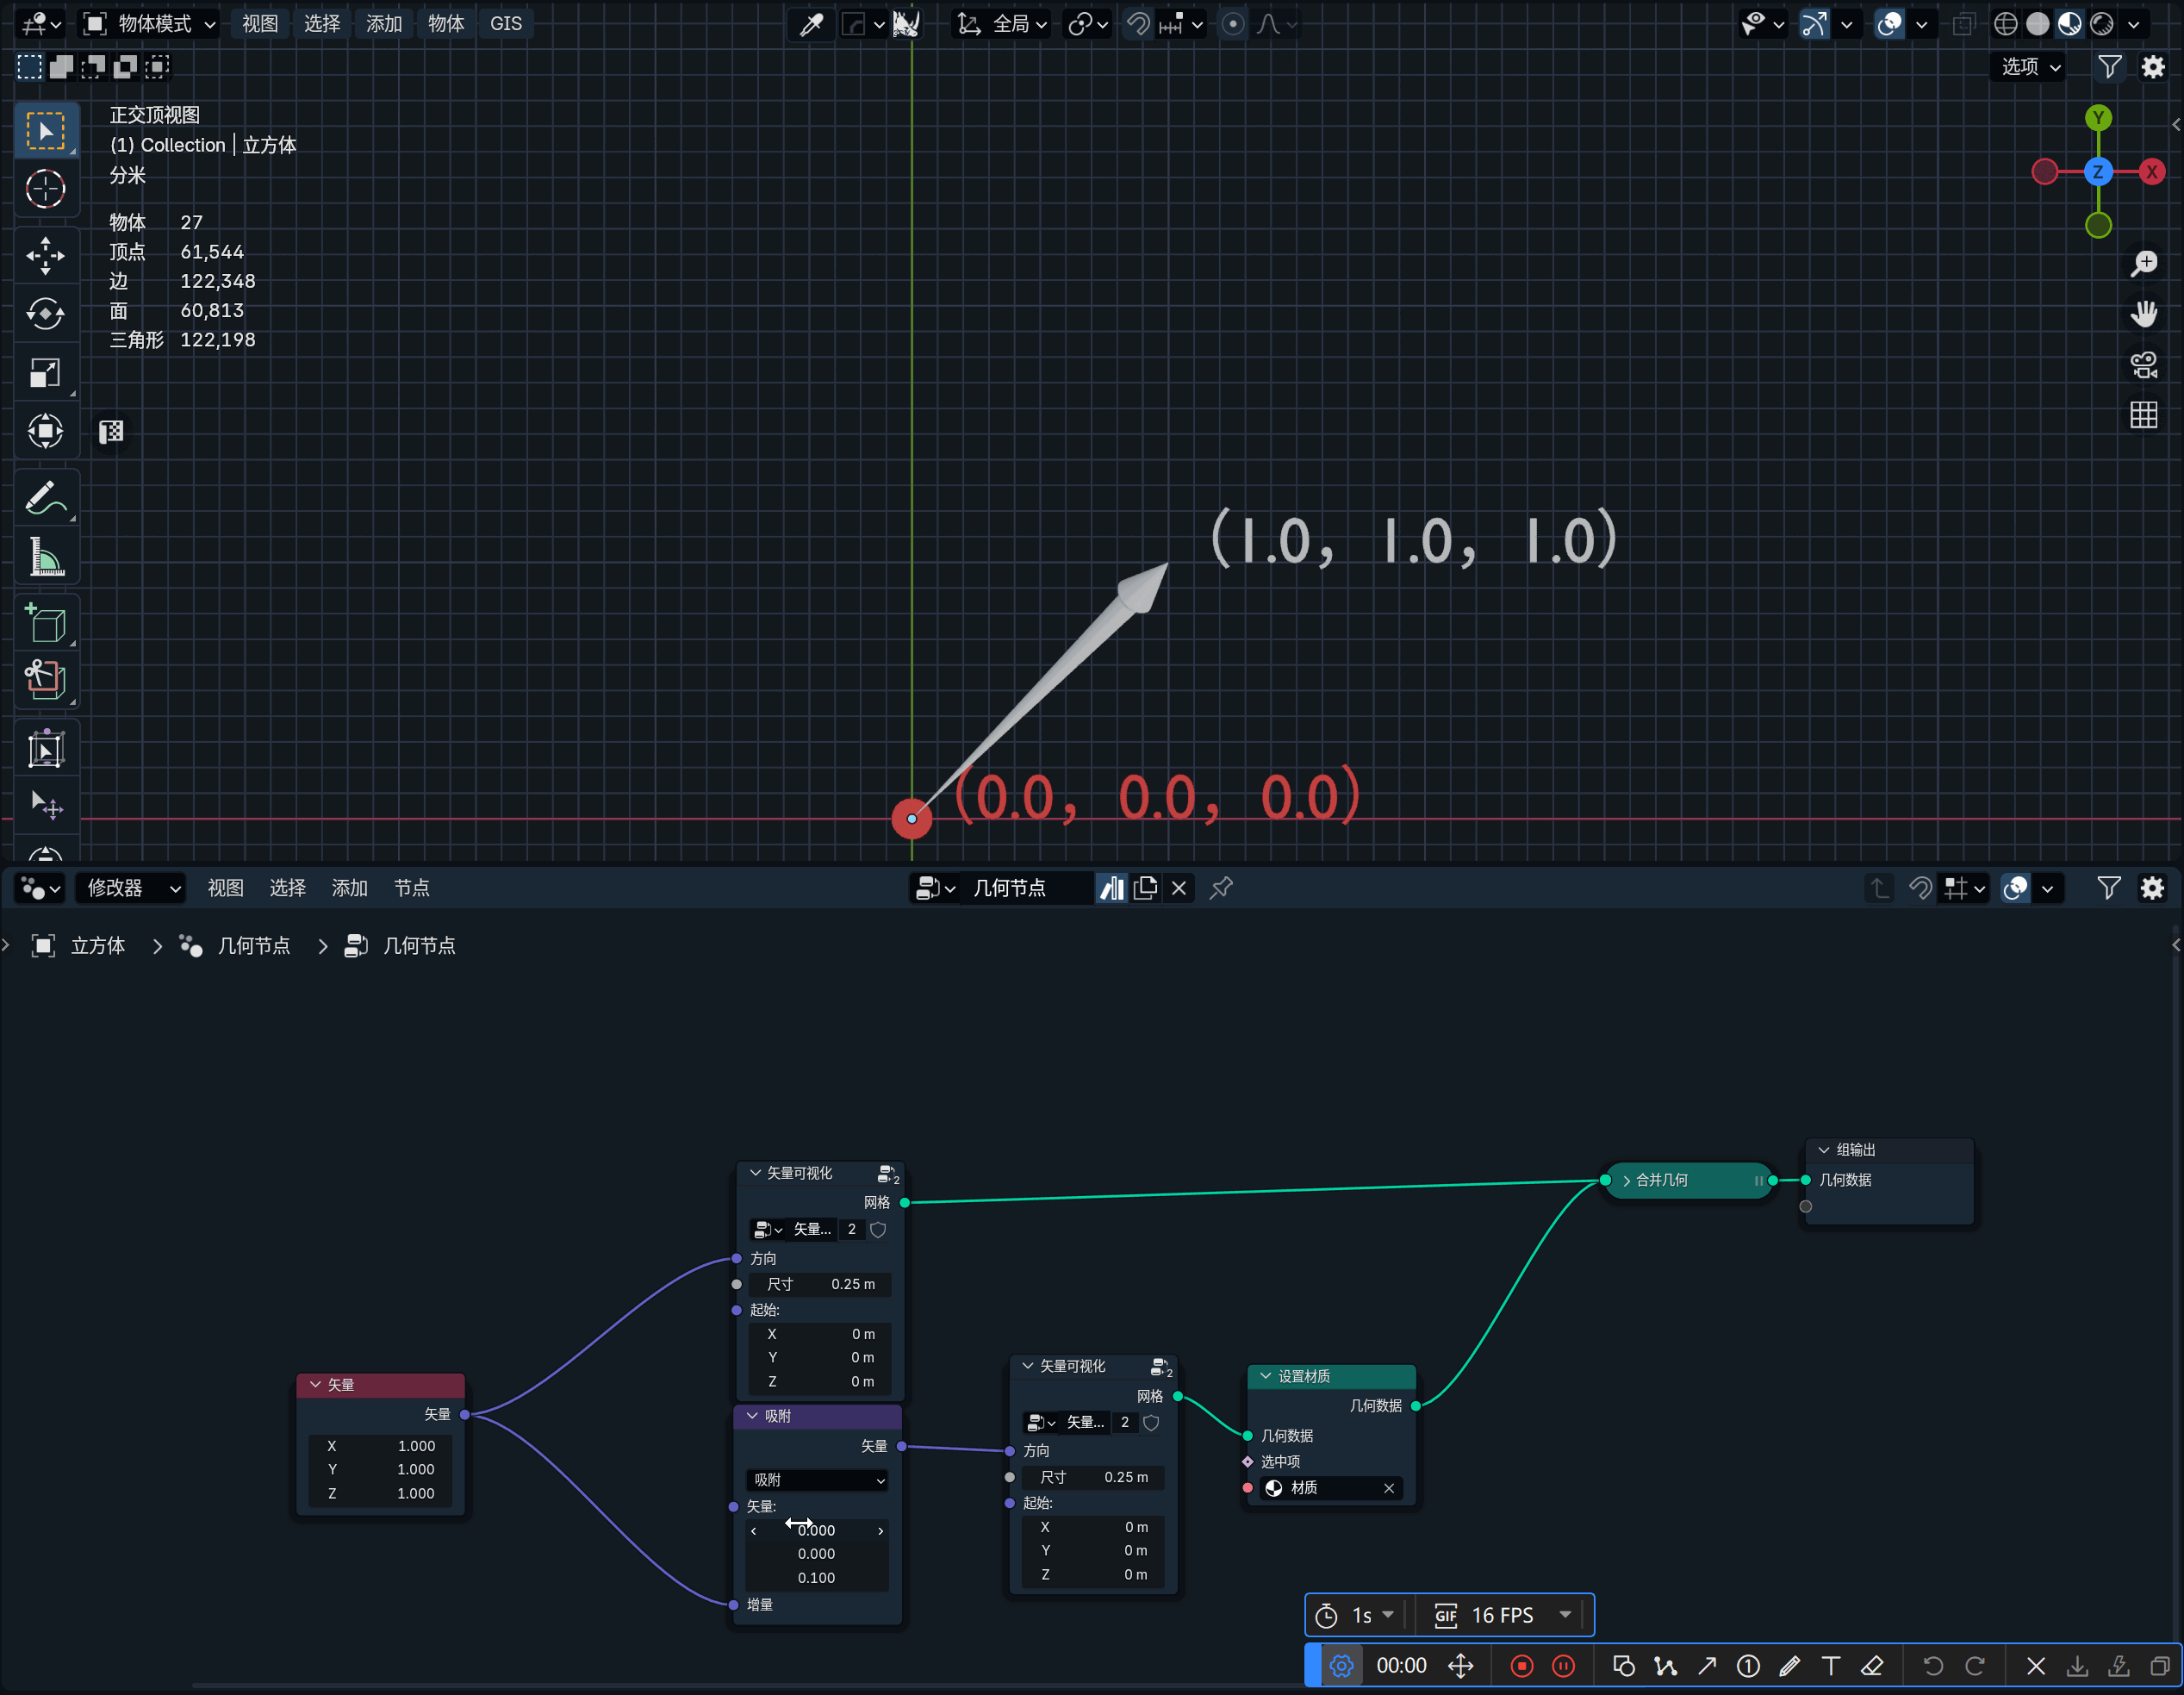 物体模式 视图 选择 添加 物体 GIS 全局
选项
正交顶视图
(1) Collection | 立方体
分米
物体 27
顶点 61,544
边 122,348
面 60,813
三角形 122,198
Y
Z X
(1.0, 1.0, 1.0)
(0.0, 0.0, 0.0)
修改器 视图 选择 添加 节点 几何节点
立方体 > 几何节点 > 几何节点
组输出
几何数据
合并几何
矢量可视化 2
网格
矢量... 2
方向
尺寸 0.25 m
起始:
X 0 m
Y 0 m
Z 0 m
矢量
矢量
X 1.000
Y 1.000
Z 1.000
吸附
矢量
吸附
矢量:
0.000
0.000
0.100
增量
矢量可视化 2
网格
矢量... 2
方向
尺寸 0.25 m
起始:
X 0 m
Y 0 m
Z 0 m
设置材质
几何数据
几何数据
选中项
材质
1s GIF 16 FPS
00:00 1 T